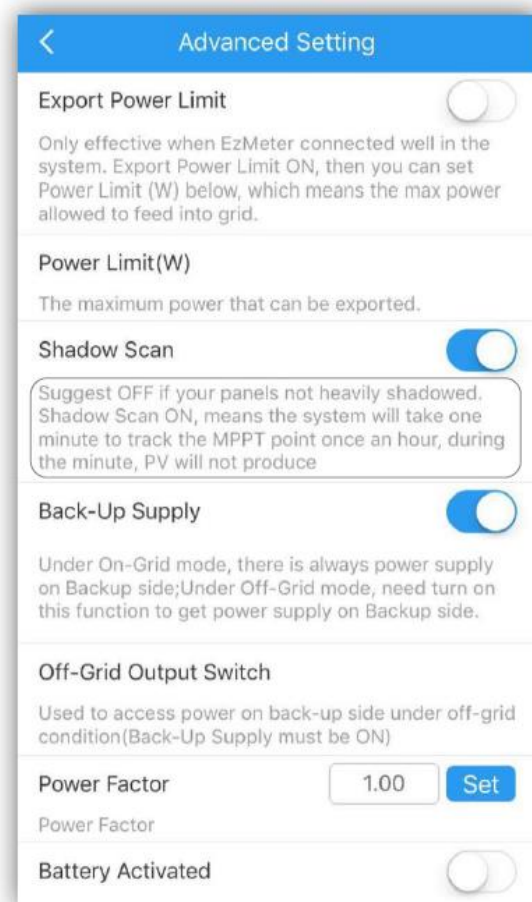 Advanced Setting
Export Power Limit
Only effective when EzMeter connected well in the
system. Export Power Limit ON, then you can set
Power Limit (W) below, which means the max power
allowed to feed into grid.
Power Limit(W)
The maximum power that can be exported.
Shadow Scan
Suggest OFF if your panels not heavily shadowed.
Shadow Scan ON, means the system will take one
minute to track the MPPT point once an hour, during
the minute, PV will not produce
Back-Up Supply
Under On-Grid mode, there is always power supply
on Backup side;Under Off-Grid mode, need turn on
this function to get power supply on Backup side.
Off-Grid Output Switch
Used to access power on back-up side under off-grid
condition(Back-Up Supply must be ON)
Power Factor 1.00 Set
Power Factor
Battery Activated